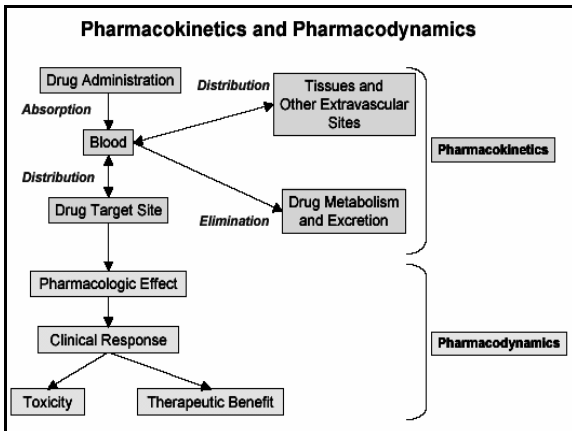 Pharmacokinetics and Pharmacodynamics
Drug Administration
Absorption
Distribution
Tissues and
Other Extravascular
Sites
Blood
Pharmacokinetics
Distribution
Drug Target Site
Elimination
Drug Metabolism
and Excretion
Pharmacologic Effect
Clinical Response
Pharmacodynamics
Toxicity
Therapeutic Benefit